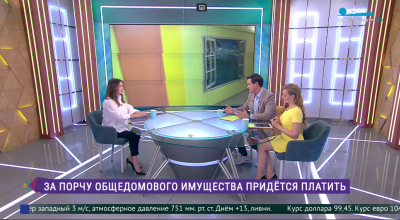 ЗА ПОРЧУ ОБЩЕДОМОВОГО ИМУЩЕСТВА ПРИДЁТСЯ ПЛАТИТЬ
ер западный 3 м/с, атмосферное давление 751 мм. рт. ст. Днём +13, ливни. Курс доллара 99,45. Курс евро 104